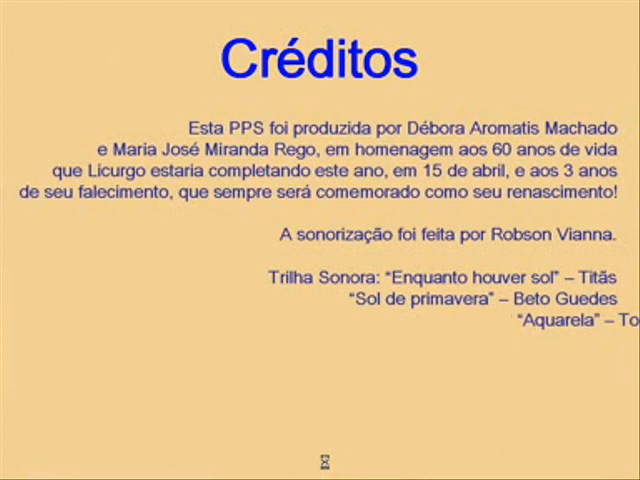 Créditos
Esta PPS foi produzida por Débora Aromatis Machado
e Maria José Miranda Rego, em homenagem aos 60 anos de vida
que Licurgo estaria completando este ano, em 15 de abril, e aos 3 anos
de seu falecimento, que sempre será comemorado como seu renascimento!
A sonorização foi feita por Robson Vianna.
Trilha Sonora: “Enquanto houver sol” – Titãs
“Sol de primavera” – Beto Guedes
“Aquarela” – To